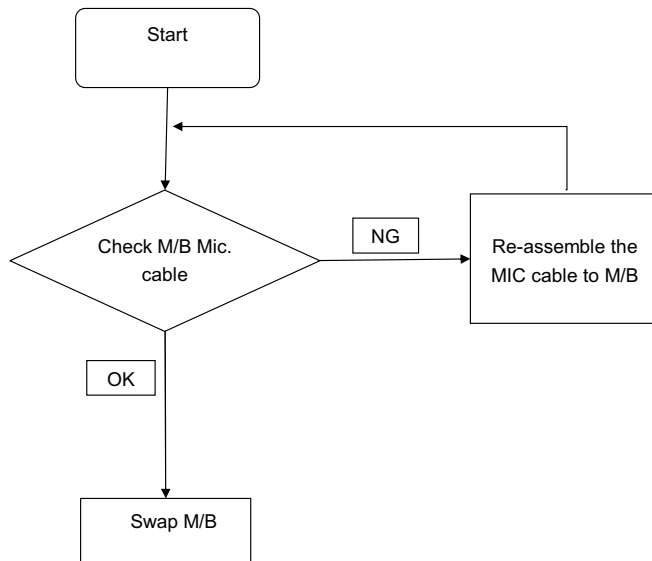 Start
Check M/B Mic.
cable
NG
Re-assemble the
MIC cable to M/B
OK
Swap M/B